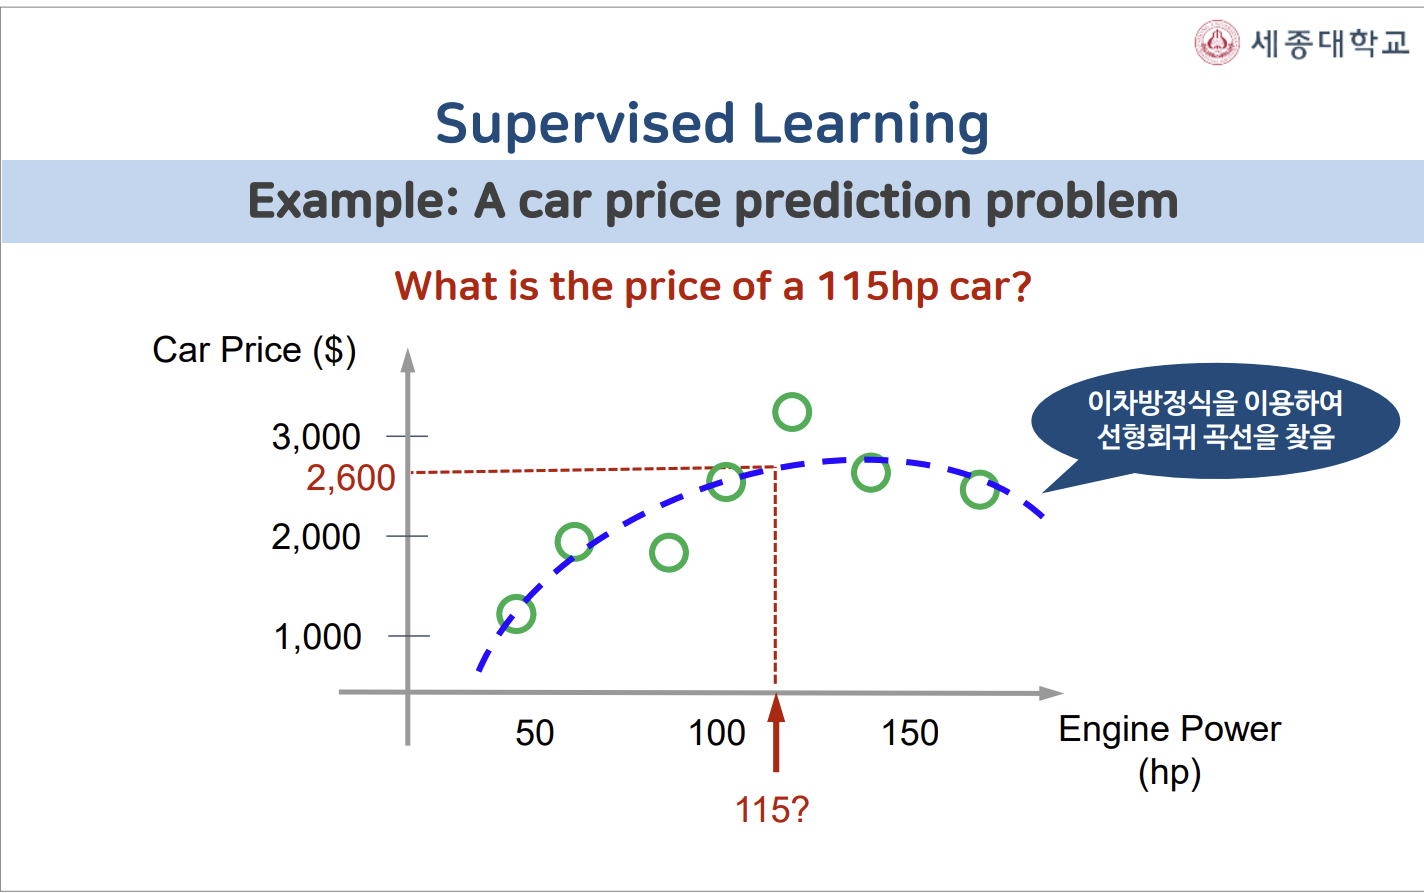 세종대학교
Supervised Learning
Example: A car price prediction problem
What is the price of a 115hp car?
Car Price ($)
이차방정식을 이용하여
선형회귀 곡선을 찾음
3,000
2,600
2,000
1,000
50 100 150
Engine Power
(hp)
115?